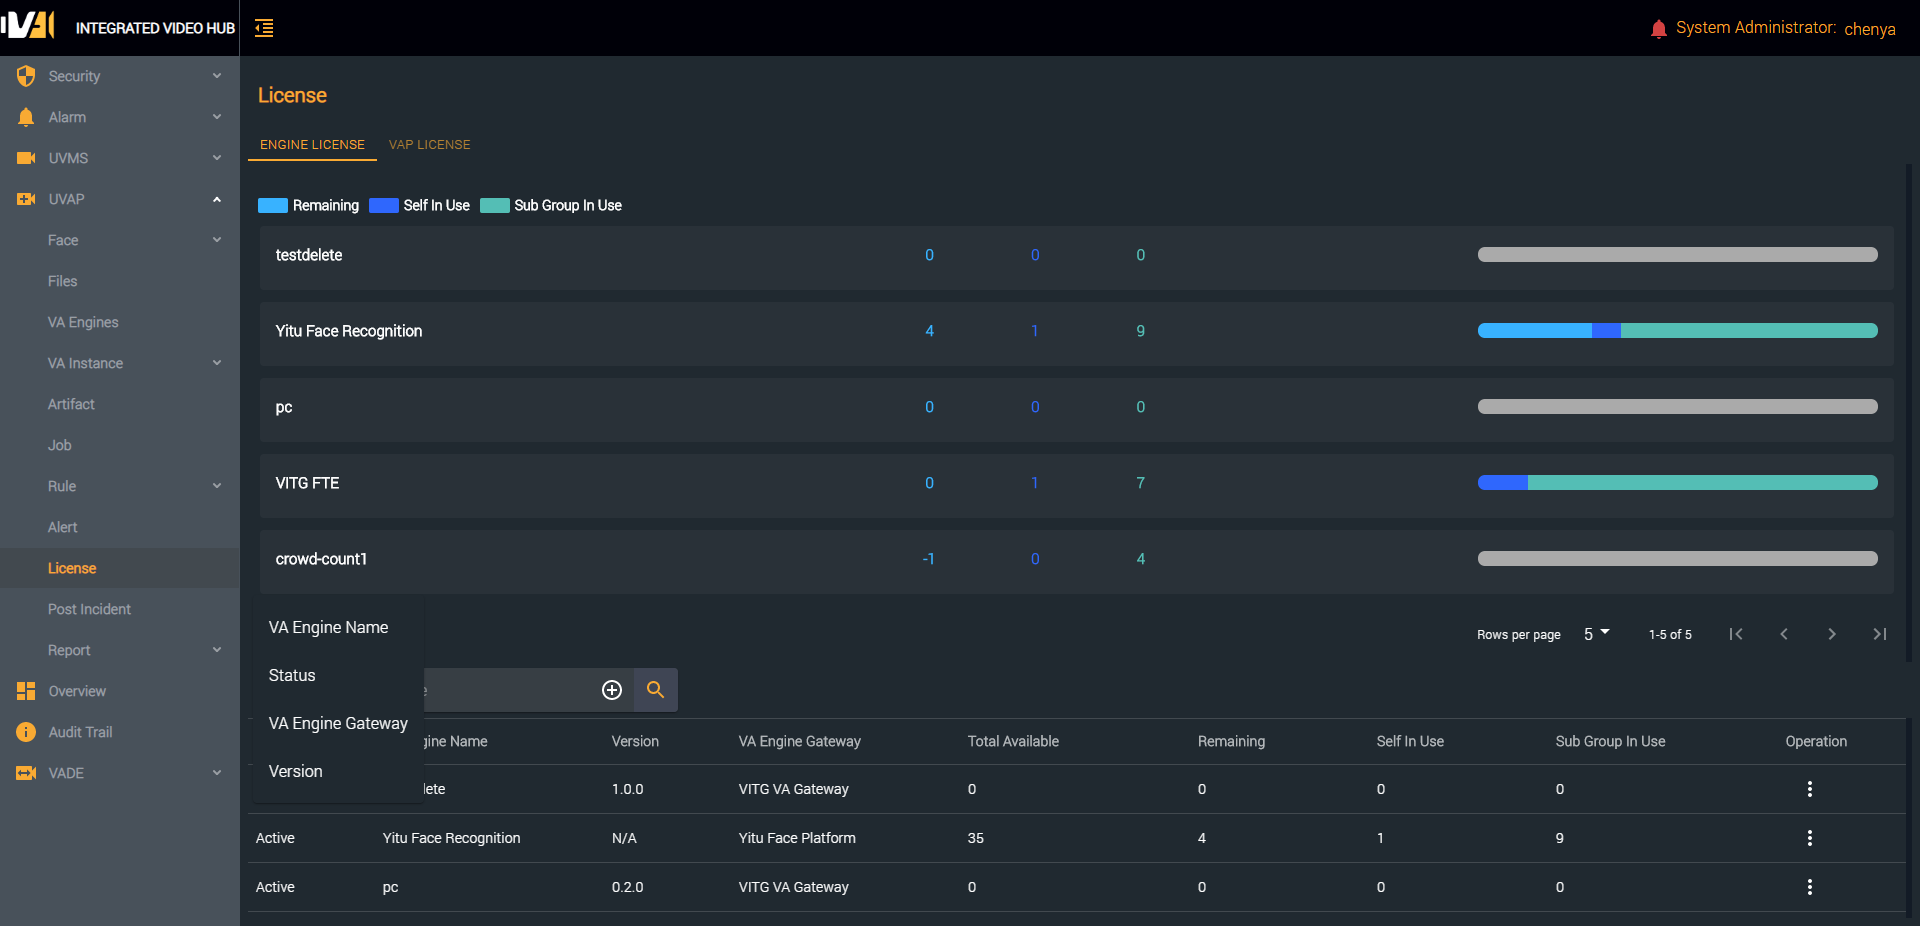 IVH INTEGRATED VIDEO HUB
System Administrator: chenya
Security
Alarm
UVMS
UVAP
Face
Files
VA Engines
VA Instance
Artifact
Job
Rule
Alert
License
Post Incident
Report
Overview
Audit Trail
VADE
License
ENGINE LICENSE VAP LICENSE
Remaining Self In Use Sub Group In Use
testdelete 0 0 0
Yitu Face Recognition 4 1 9
pc 0 0 0
VITG FTE 0 1 7
crowd-count1 -1 0 4
Rows per page 5 1-5 of 5
VA Engine Name
Status
VA Engine Gateway
Version
gine Name Version VA Engine Gateway Total Available Remaining Self In Use Sub Group In Use Operation
lete 1.0.0 VITG VA Gateway 0 0 0 0
Active Yitu Face Recognition N/A Yitu Face Platform 35 4 1 9
Active pc 0.2.0 VITG VA Gateway 0 0 0 0